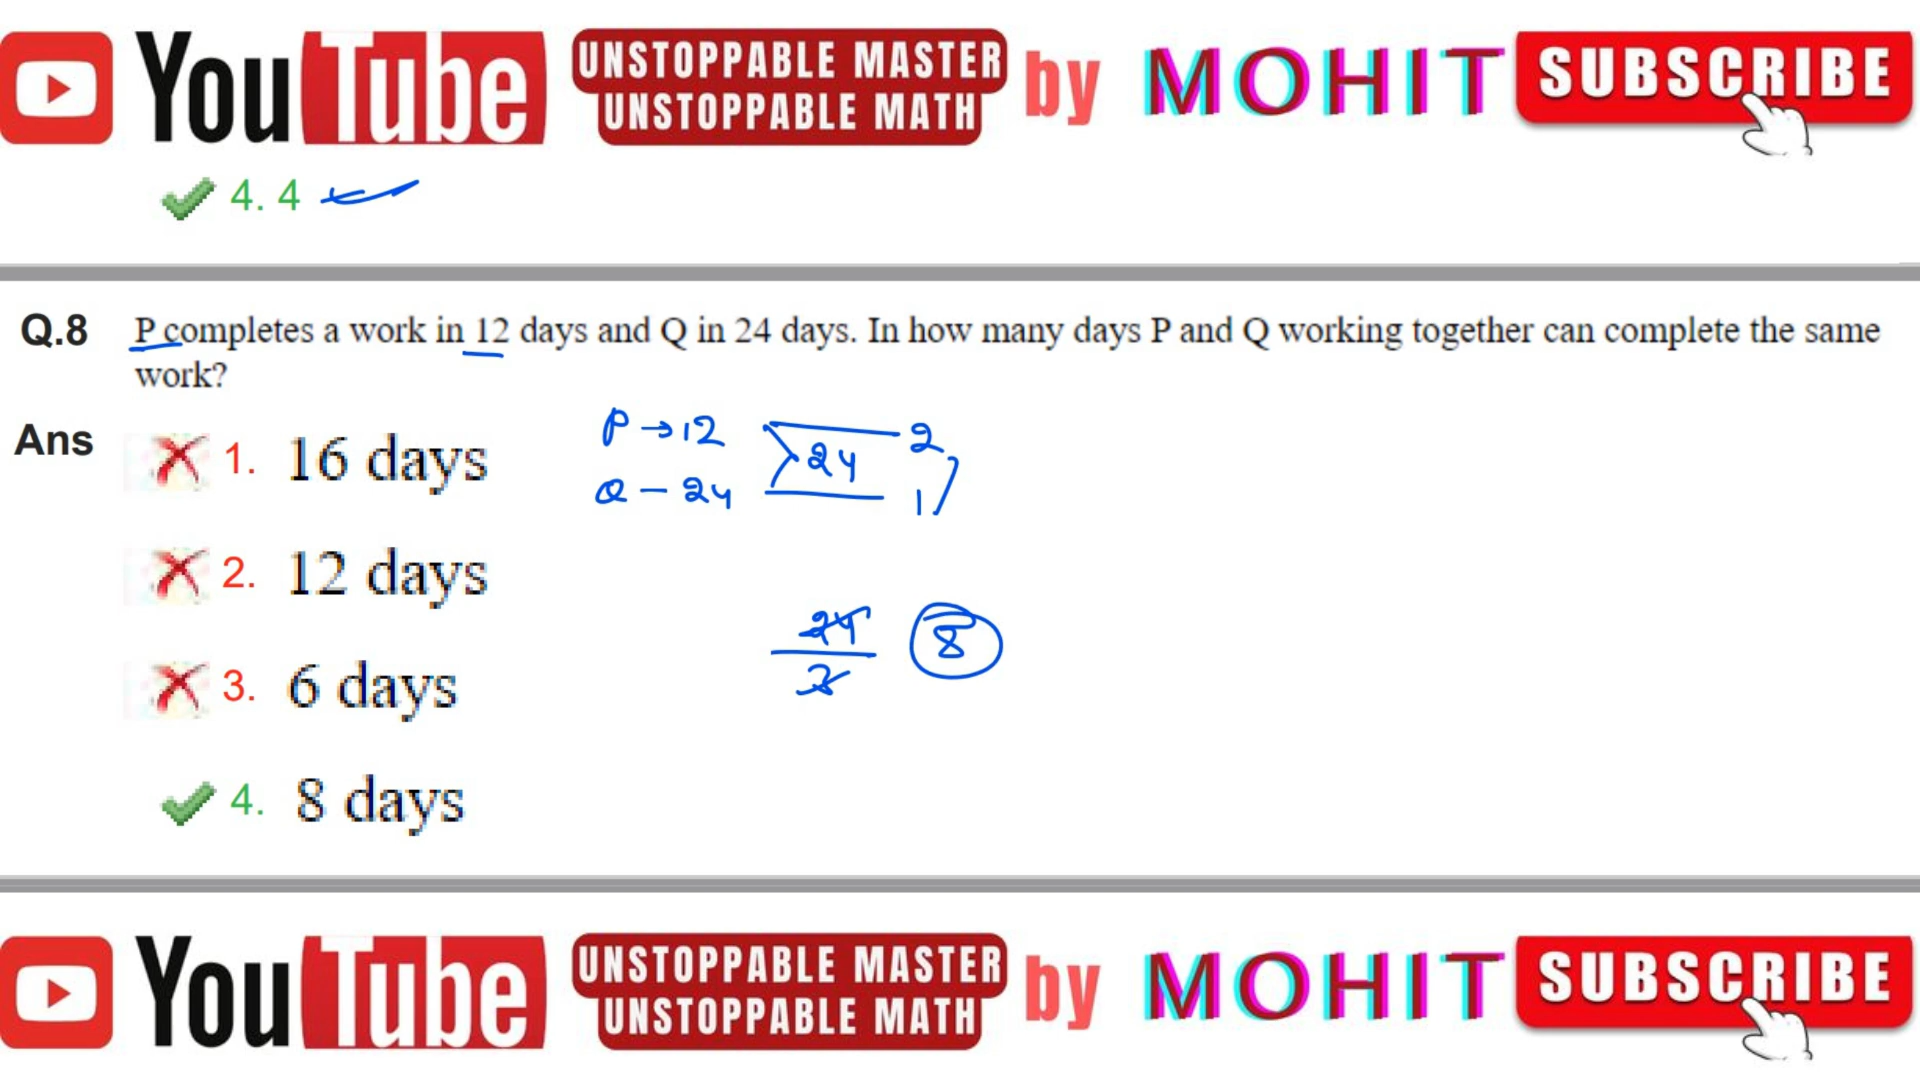 YouTube UNSTOPPABLE MASTER by MOHIT SUBSCRIBE
UNSTOPPABLE MATH
4. 4
Q.8 P completes a work in 12 days and Q in 24 days. In how many days P and Q working together can complete the same
work?
Ans
1. 16 days
P → 12 24 2
Q - 24 1
2. 12 days
24 8
3
3. 6 days
4. 8 days
YouTube UNSTOPPABLE MASTER by MOHIT SUBSCRIBE
UNSTOPPABLE MATH